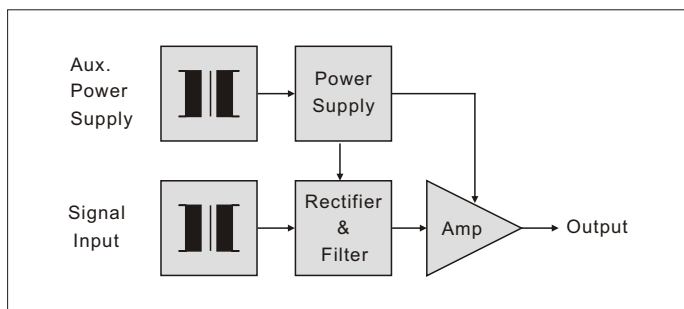 Aux.
Power
Supply
Power
Supply
Signal
Input
Rectifier
&
Filter
Amp
Output